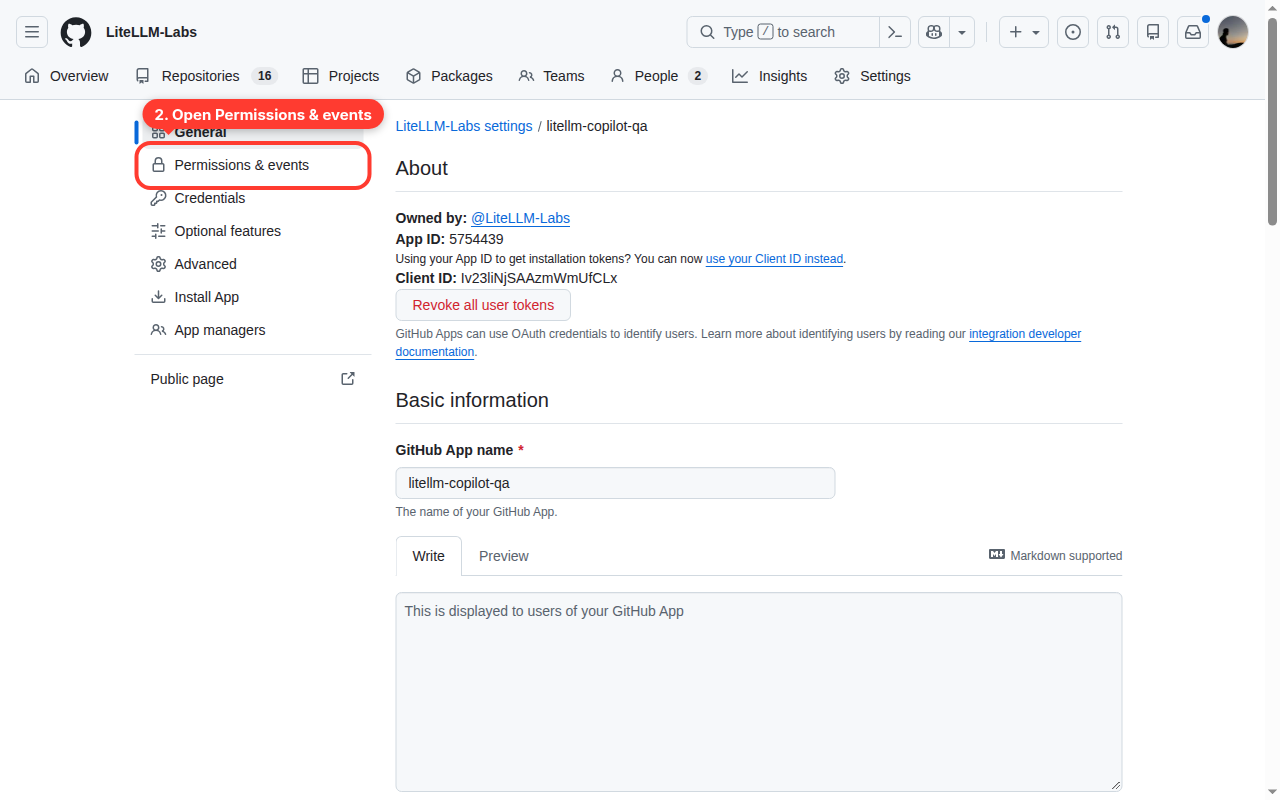 LiteLLM-Labs
Type / to search
Overview
Repositories 16
Projects
Packages
Teams
People 2
Insights
Settings
2. Open Permissions & events
General
Permissions & events
Credentials
Optional features
Advanced
Install App
App managers
Public page
LiteLLM-Labs settings / litellm-copilot-qa
About
Owned by: @LiteLLM-Labs
App ID: 5754439
Using your App ID to get installation tokens? You can now use your Client ID instead.
Client ID: Iv23liNjSAAzmWmUfCLx
Revoke all user tokens
GitHub Apps can use OAuth credentials to identify users. Learn more about identifying users by reading our integration developer
documentation.
Basic information
GitHub App name *
litellm-copilot-qa
The name of your GitHub App.
Write
Preview
Markdown supported
This is displayed to users of your GitHub App